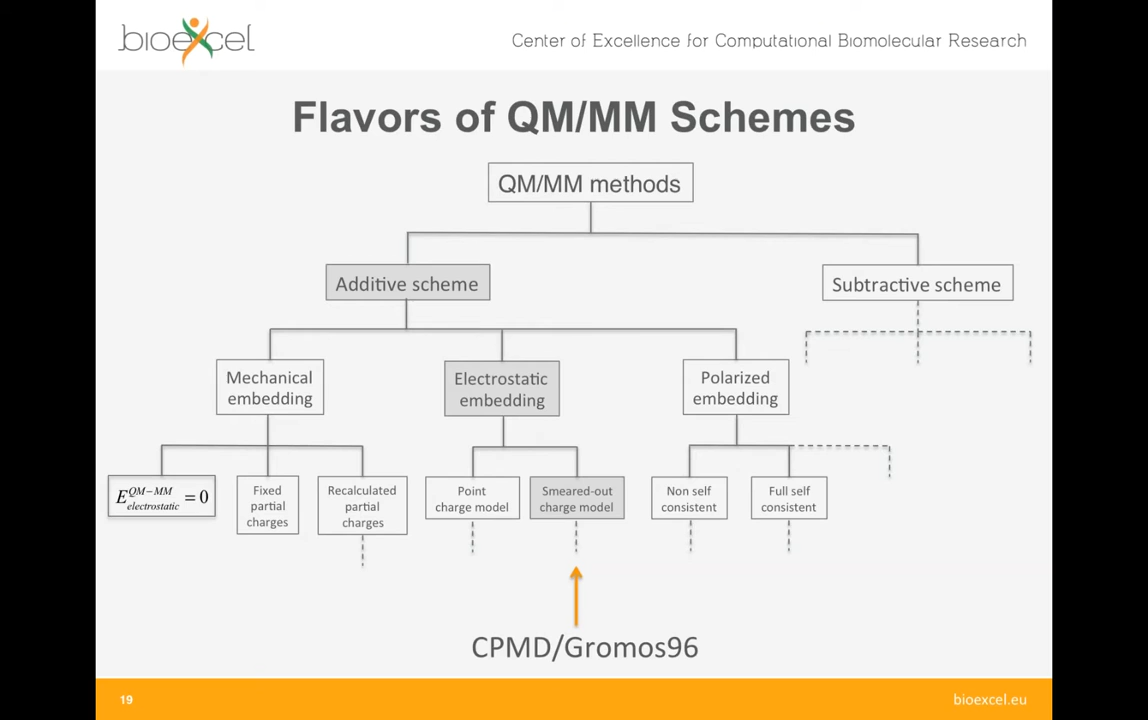 bioexcel
Center of Excellence for Computational Biomolecular Research
Flavors of QM/MM Schemes
QM/MM methods
Additive scheme
Subtractive scheme
Mechanical
embedding
Electrostatic
embedding
Polarized
embedding
E^{QM−MM}_{electrostatic} = 0
Fixed
partial
charges
Recalculated
partial
charges
Point
charge model
Smeared-out
charge model
Non self
consistent
Full self
consistent
CPMD/Gromos96
19
bioexcel.eu